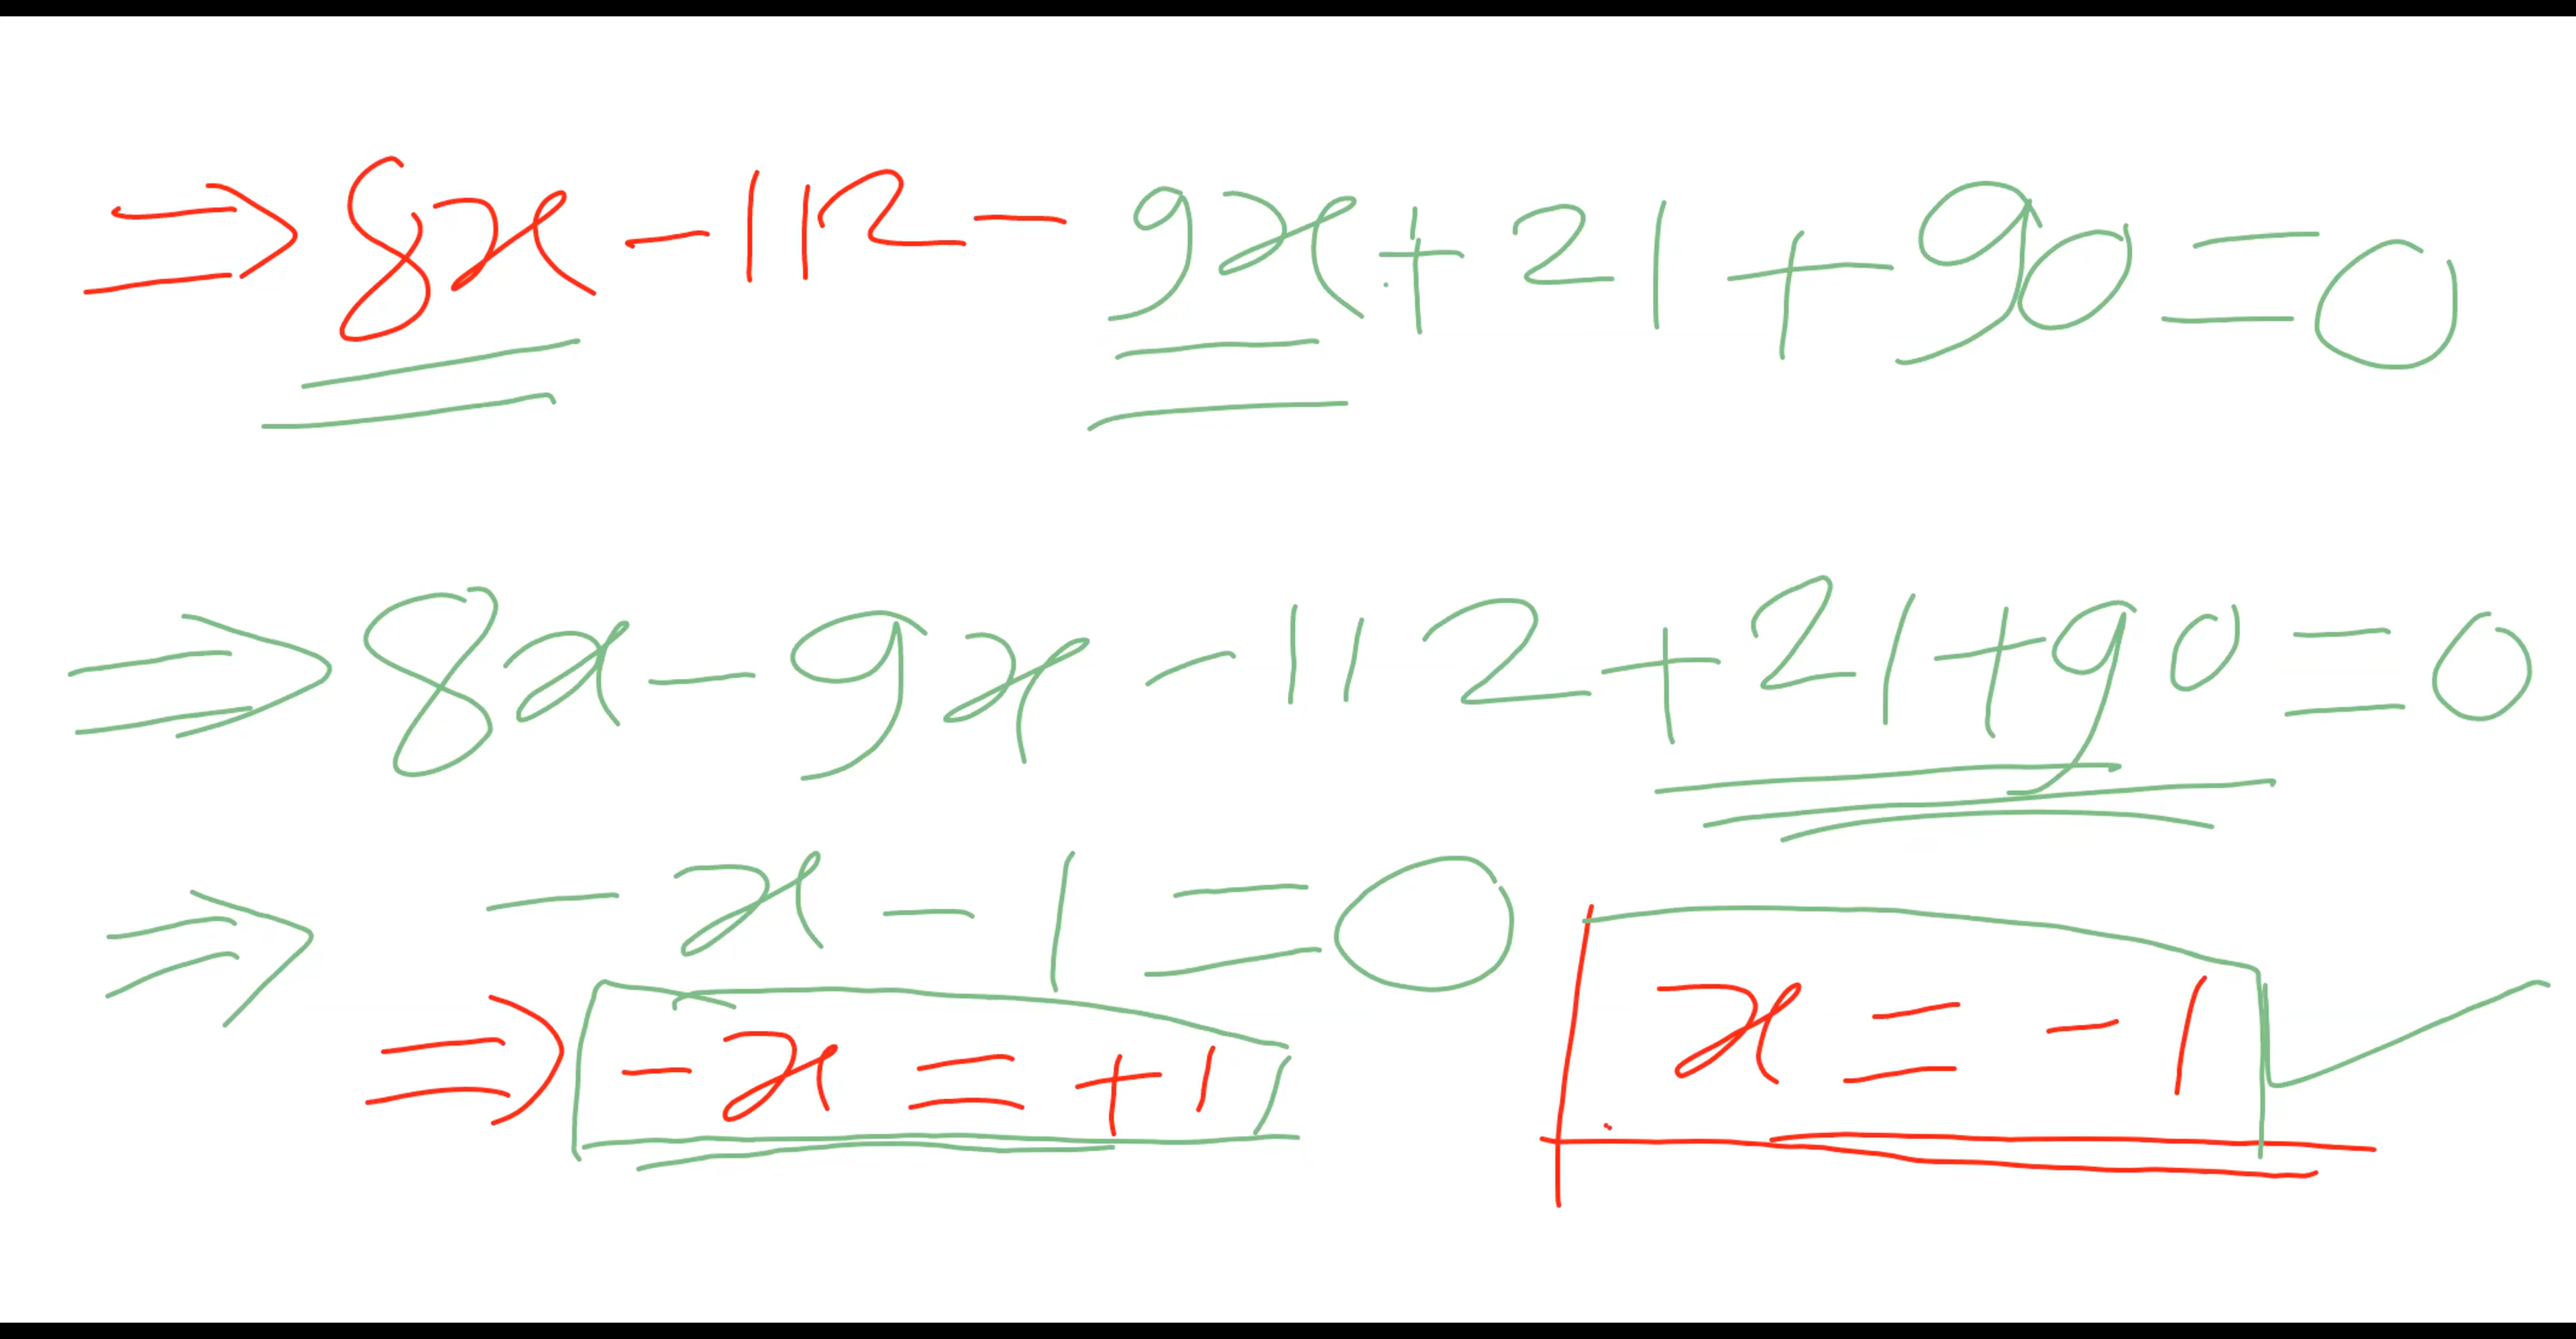 ⇒ 8x - 112 - 9x + 21 + 90 = 0
⇒ 8x - 9x - 112 + 21 + 90 = 0
⇒ - x - 1 = 0
⇒ - x = + 1
x = - 1